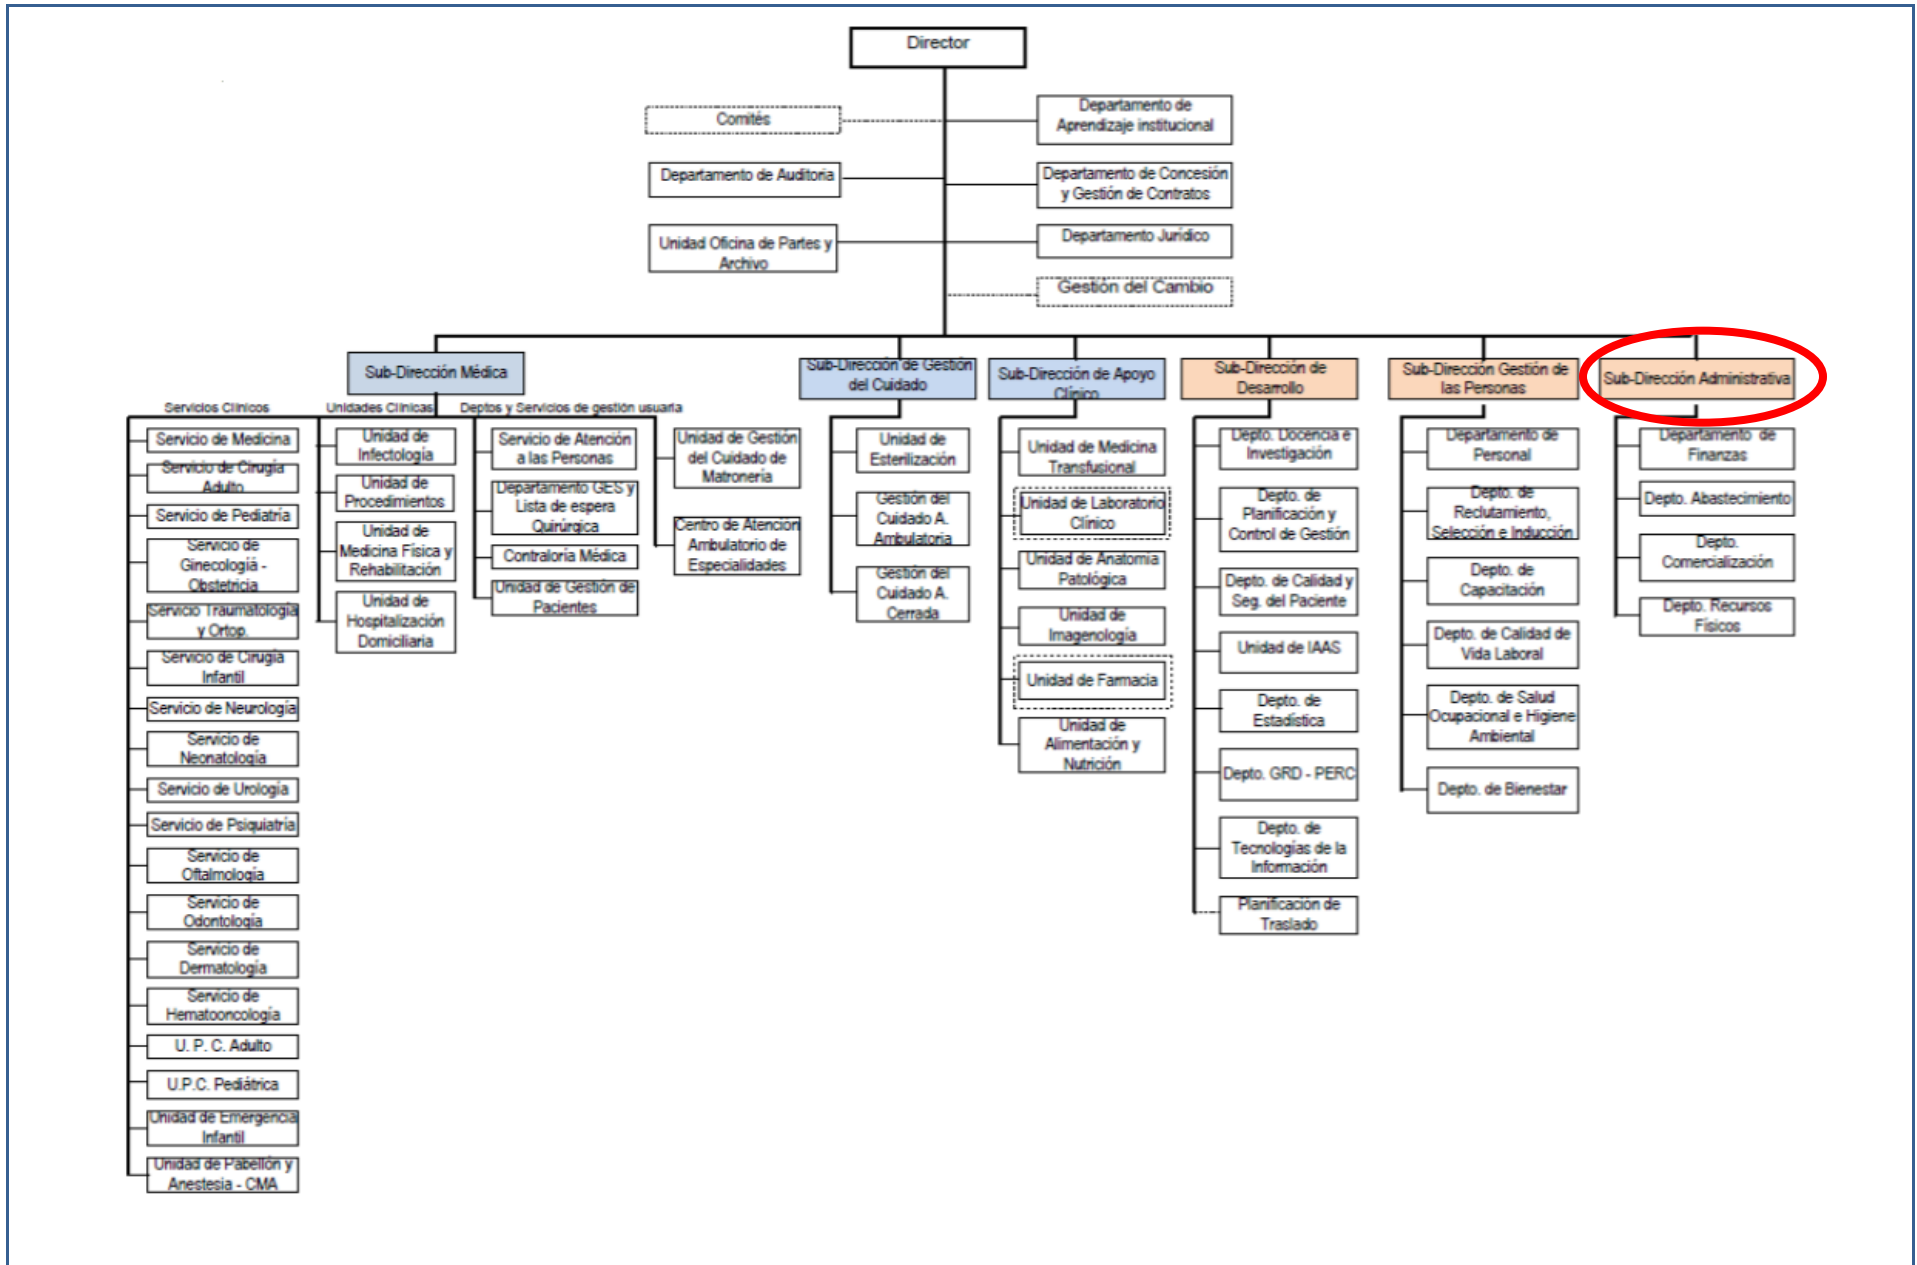 Director
Comités
Departamento de
Aprendizaje institucional
Departamento de Auditoria
Departamento de Concesión
y Gestión de Contratos
Unidad Oficina de Partes y
Archivo
Departamento Jurídico
Gestión del Cambio
Sub-Dirección Médica
Sub-Dirección de Gestión
del Cuidado
Sub-Dirección de Apoyo
Clínico
Sub-Dirección de
Desarrollo
Sub-Dirección Gestión de
las Personas
Sub-Dirección Administrativa
Servicios Clínicos
Servicio de Medicina
Servicio de Cirugía
Adulto
Servicio de Pediatría
Servicio de
Ginecología -
Obstetricia
Servicio Traumatología
y Ortop.
Servicio de Cirugía
Infantil
Servicio de Neurología
Servicio de
Neonatología
Servicio de Urología
Servicio de Psiquiatría
Servicio de
Oftalmología
Servicio de
Odontología
Servicio de
Dermatología
Servicio de
Hematooncología
U. P. C. Adulto
U.P.C. Pediátrica
Unidad de Emergencia
Infantil
Unidad de Pabellón y
Anestesia - CMA
Unidades Clínicas
Unidad de
Infectología
Unidad de
Procedimientos
Unidad de
Medicina Física y
Rehabilitación
Unidad de
Hospitalización
Domiciliaria
Deptos y Servicios de gestión usuaria
Servicio de Atención
a las Personas
Departamento GES y
Lista de espera
Quirúrgica
Contraloría Médica
Unidad de Gestión de
Pacientes
Unidad de Gestión
del Cuidado de
Matronería
Centro de Atención
Ambulatorio de
Especialidades
Unidad de
Esterilización
Gestión del
Cuidado A.
Ambulatoria
Gestión del
Cuidado A.
Cerrada
Unidad de Medicina
Transfusional
Unidad de Laboratorio
Clínico
Unidad de Anatomia
Patológica
Unidad de
Imagenología
Unidad de Farmacia
Unidad de
Alimentación y
Nutrición
Depto. Docencia e
Investigación
Depto. de
Planificación y
Control de Gestión
Depto. de Calidad y
Seg. del Paciente
Unidad de IAAS
Depto. de
Estadística
Depto. GRD - PERC
Depto. de
Tecnologías de la
Información
Planificación de
Traslado
Departamento de
Personal
Depto. de
Reclutamiento,
Selección e Inducción
Depto. de
Capacitación
Depto. de Calidad de
Vida Laboral
Depto. de Salud
Ocupacional e Higiene
Ambiental
Depto. de Bienestar
Departamento de
Finanzas
Depto. Abastecimiento
Depto.
Comercialización
Depto. Recursos
Físicos